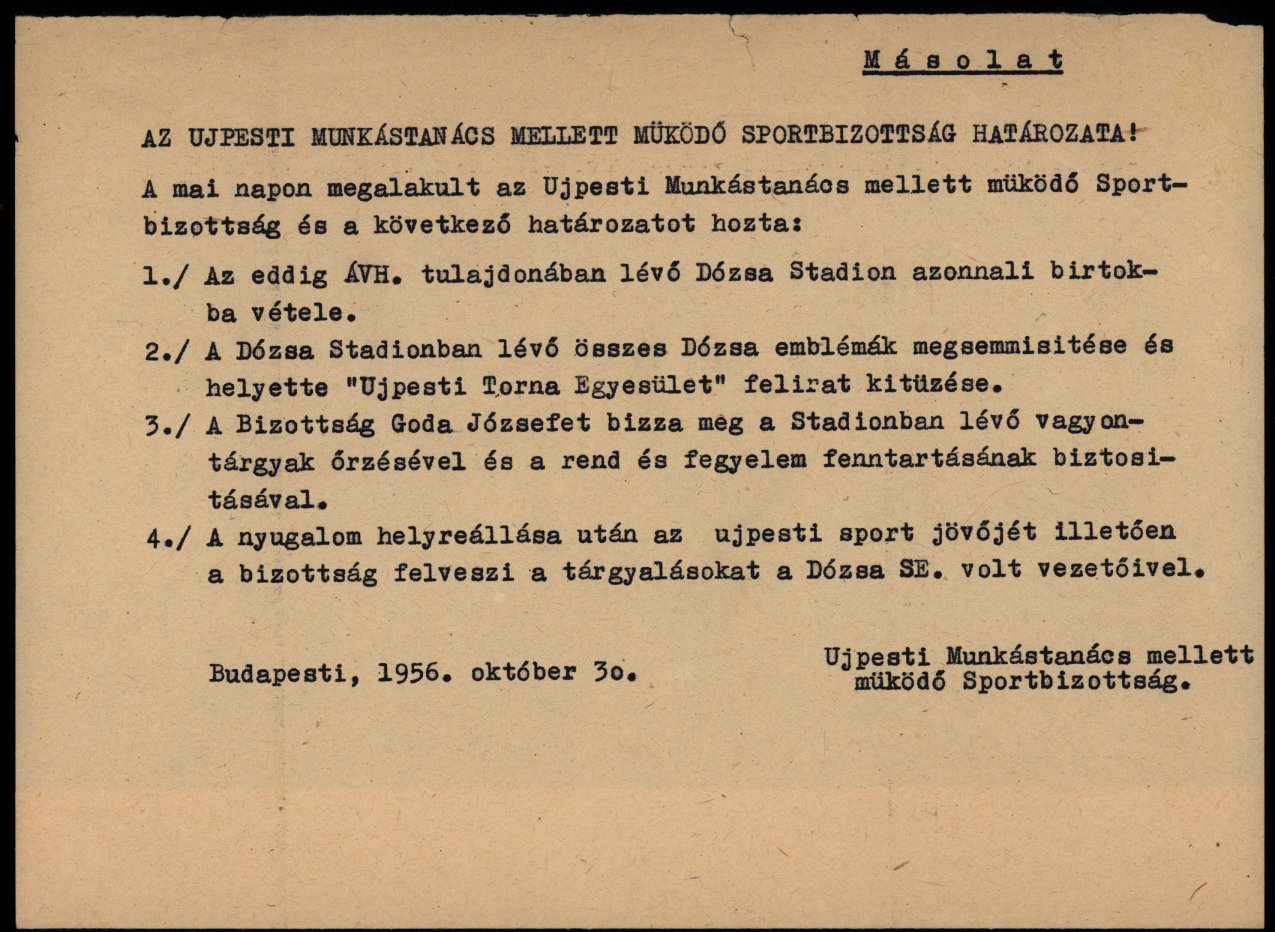 M á s o l a t
AZ UJPESTI MUNKÁSTANÁCS MELLETT MÜKÖDŐ SPORTBIZOTTSÁG HATÁROZATA!
A mai napon megalakult az Ujpesti Munkástanács mellett müködő Sport-
bizottság és a következő határozatot hozta:
1./ Az eddig ÁVH. tulajdonában lévő Dózsa Stadion azonnali birtok-
ba vétele.
2./ A Dózsa Stadionban lévő összes Dózsa emblémák megsemmisitése és
helyette "Ujpesti Torna Egyesület" felirat kitüzése.
3./ A Bizottság Goda Józsefet bizza meg a Stadionban lévő vagyon-
tárgyak őrzésével és a rend és fegyelem fenntartásának biztosi-
tásával.
4./ A nyugalom helyreállása után az  ujpesti sport jövőjét illetően
a bizottság felveszi a tárgyalásokat a Dózsa SE. volt vezetőivel.
Budapesti, 1956. október 3o.
Ujpesti Munkástanács mellett
müködő Sportbizottság.